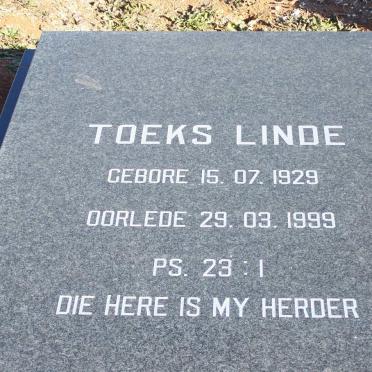 TOEKS LINDE
GEBORE 15. 07. 1929
OORLEDE 29. 03. 1999
PS. 23 : 1
DIE HERE IS MY HERDER